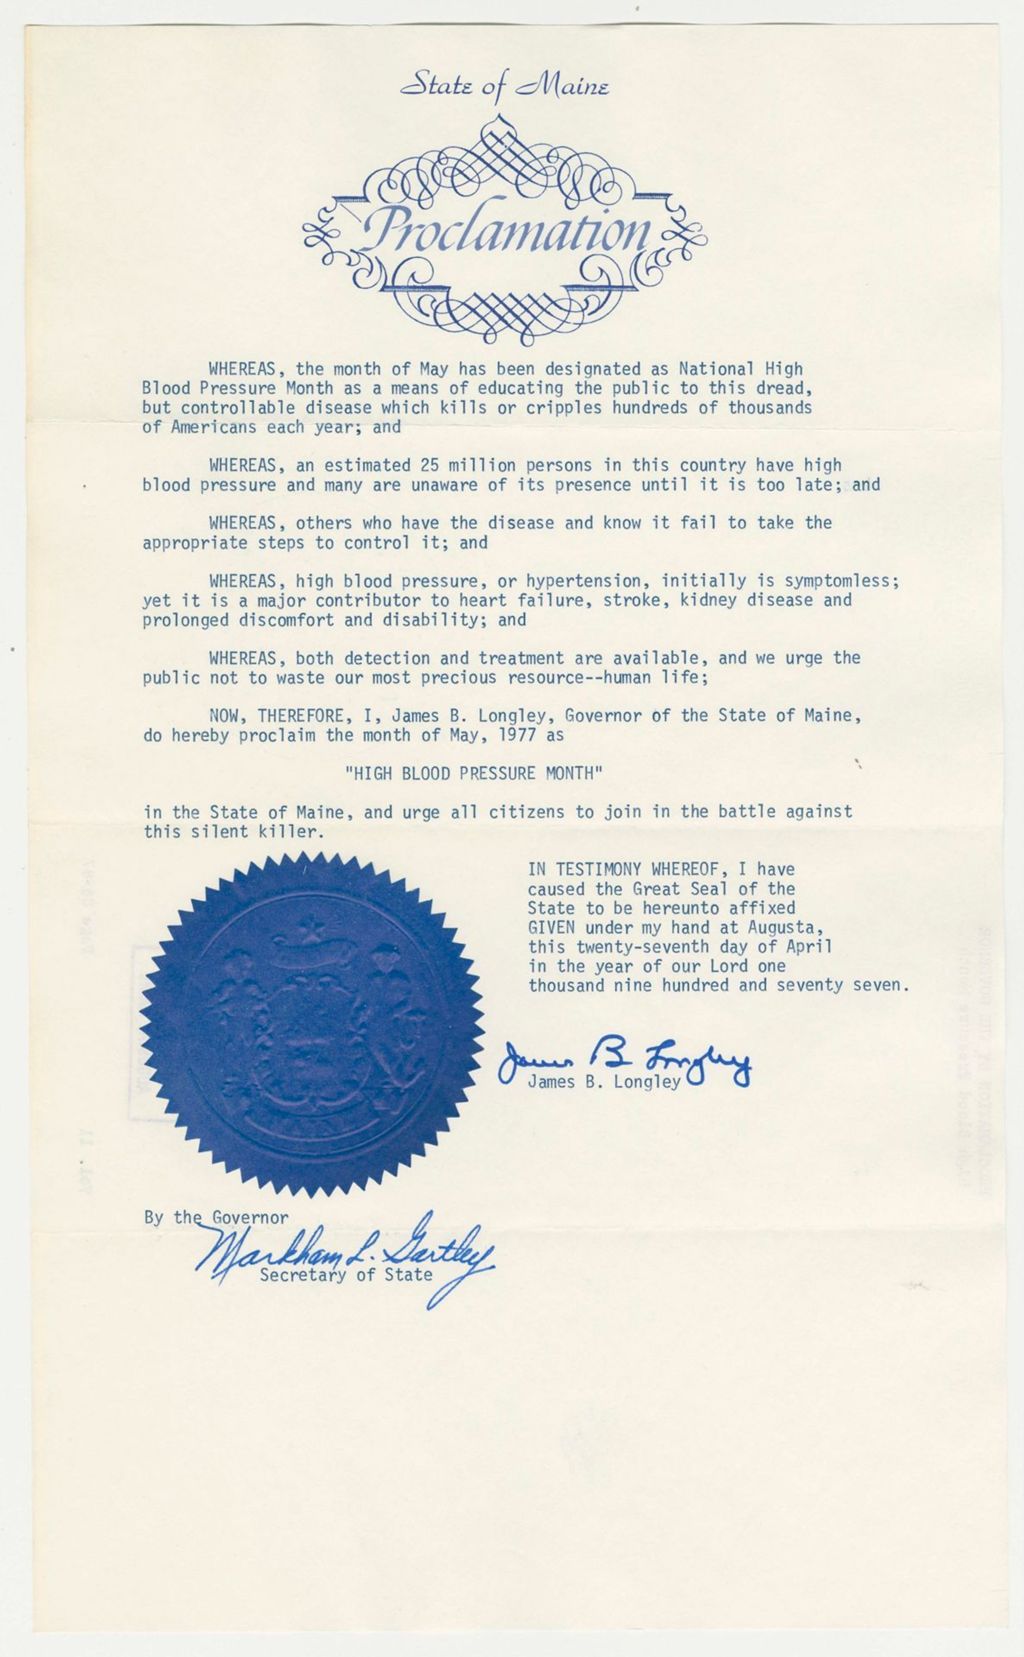 State of Maine
Proclamation
WHEREAS, the month of May has been designated as National High
Blood Pressure Month as a means of educating the public to this dread,
but controllable disease which kills or cripples hundreds of thousands
of Americans each year; and
WHEREAS, an estimated 25 million persons in this country have high
blood pressure and many are unaware of its presence until it is too late; and
WHEREAS, others who have the disease and know it fail to take the
appropriate steps to control it; and
WHEREAS, high blood pressure, or hypertension, initially is symptomless;
yet it is a major contributor to heart failure, stroke, kidney disease and
prolonged discomfort and disability; and
WHEREAS, both detection and treatment are available, and we urge the
public not to waste our most precious resource--human life;
NOW, THEREFORE, I, James B. Longley, Governor of the State of Maine,
do hereby proclaim the month of May, 1977 as
"HIGH BLOOD PRESSURE MONTH"
in the State of Maine, and urge all citizens to join in the battle against
this silent killer.
IN TESTIMONY WHEREOF, I have
caused the Great Seal of the
State to be hereunto affixed
GIVEN under my hand at Augusta,
this twenty-seventh day of April
in the year of our Lord one
thousand nine hundred and seventy seven.
James B Longley
James B. Longley
By the Governor
Markham L. Gartley
Secretary of State